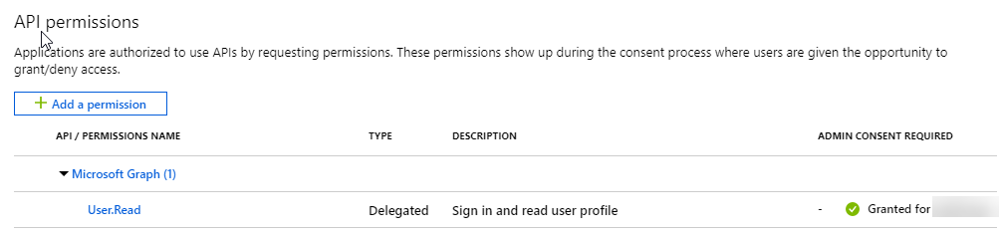 API permissions
Applications are authorized to use APIs by requesting permissions. These permissions show up during the consent process where users are given the opportunity to
grant/deny access.
+ Add a permission
API / PERMISSIONS NAME TYPE DESCRIPTION ADMIN CONSENT REQUIRED
Microsoft Graph (1)
User.Read Delegated Sign in and read user profile - Granted for